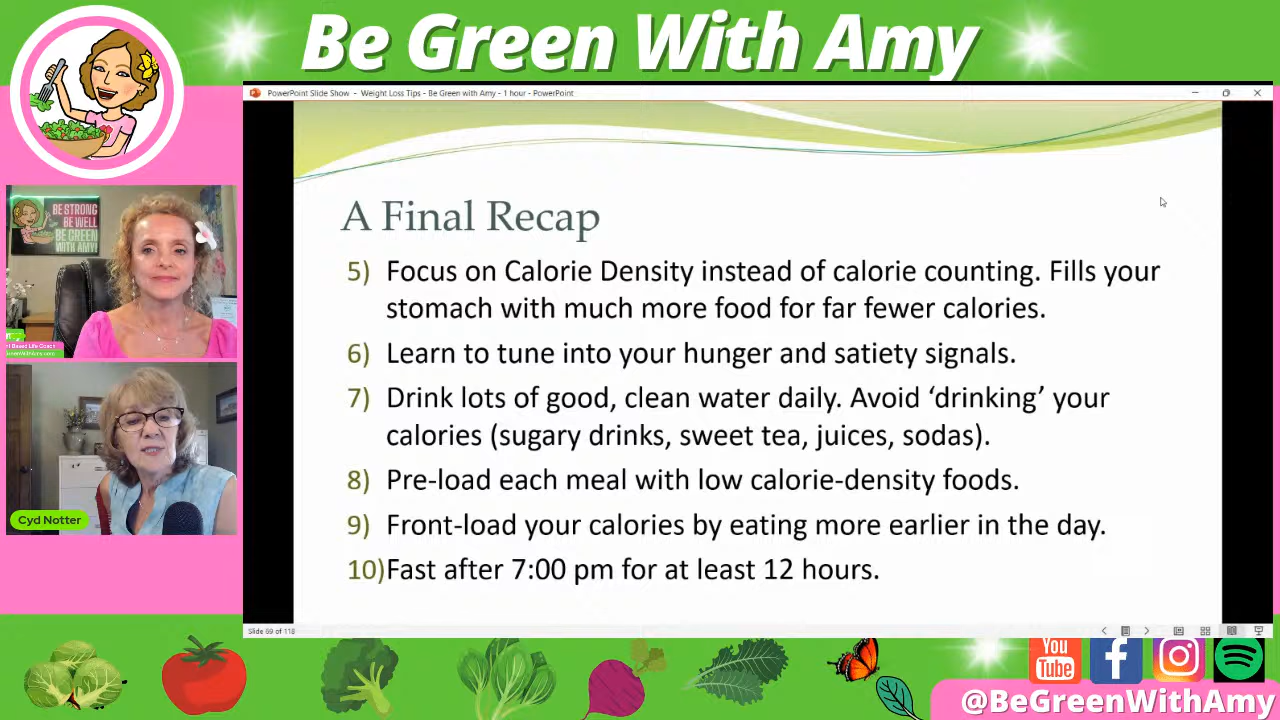 Be Green With Amy
PowerPoint Slide Show - Weight Loss Tips - Be Green with Amy - 1 hour - PowerPoint
BE STRONG
BE WELL
BE GREEN
WITH AMY!
A Final Recap
5) Focus on Calorie Density instead of calorie counting. Fills your
stomach with much more food for far fewer calories.
6) Learn to tune into your hunger and satiety signals.
7) Drink lots of good, clean water daily. Avoid ‘drinking’ your
calories (sugary drinks, sweet tea, juices, sodas).
8) Pre-load each meal with low calorie-density foods.
9) Front-load your calories by eating more earlier in the day.
10)Fast after 7:00 pm for at least 12 hours.
Cyd Notter
Slide 69 of 118
You
Tube
@BeGreenWithAmy